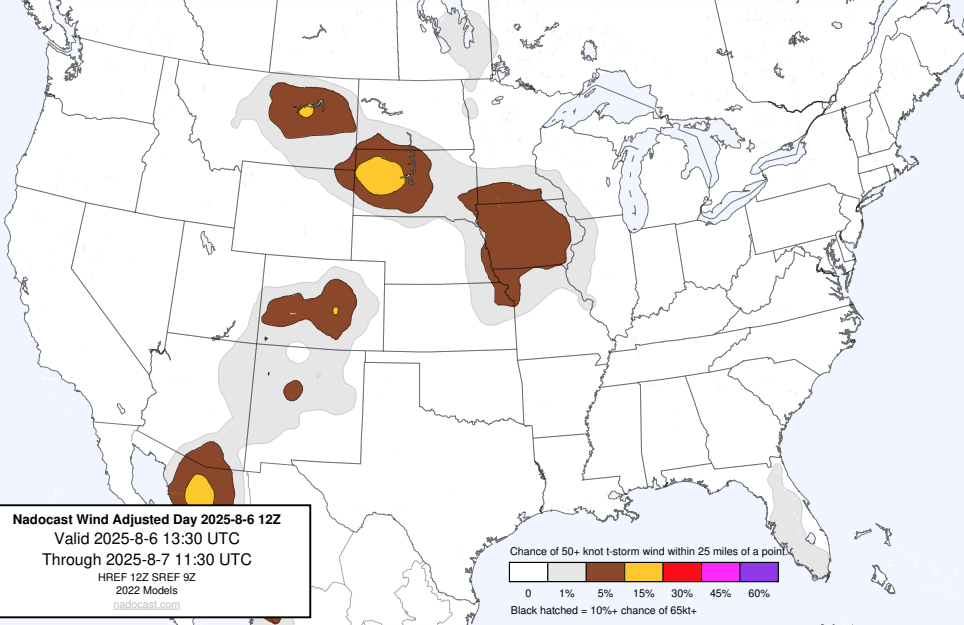 Nadocast Wind Adjusted Day 2025-8-6 12Z
Valid 2025-8-6 13:30 UTC
Through 2025-8-7 11:30 UTC
HREF 12Z SREF 9Z
2022 Models
nadocast.com
Chance of 50+ knot t-storm wind within 25 miles of a point.
0 1% 5% 15% 30% 45% 60%
Black hatched = 10%+ chance of 65kt+